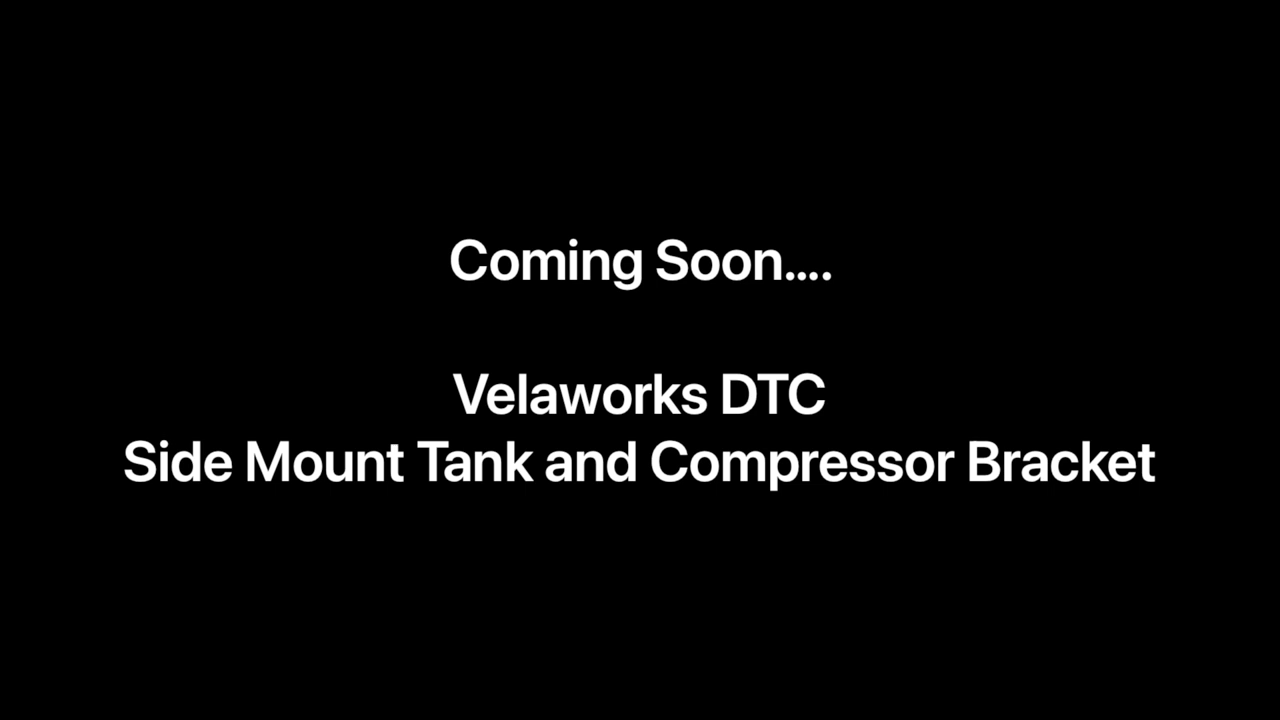 Coming Soon....
Velaworks DTC
Side Mount Tank and Compressor Bracket